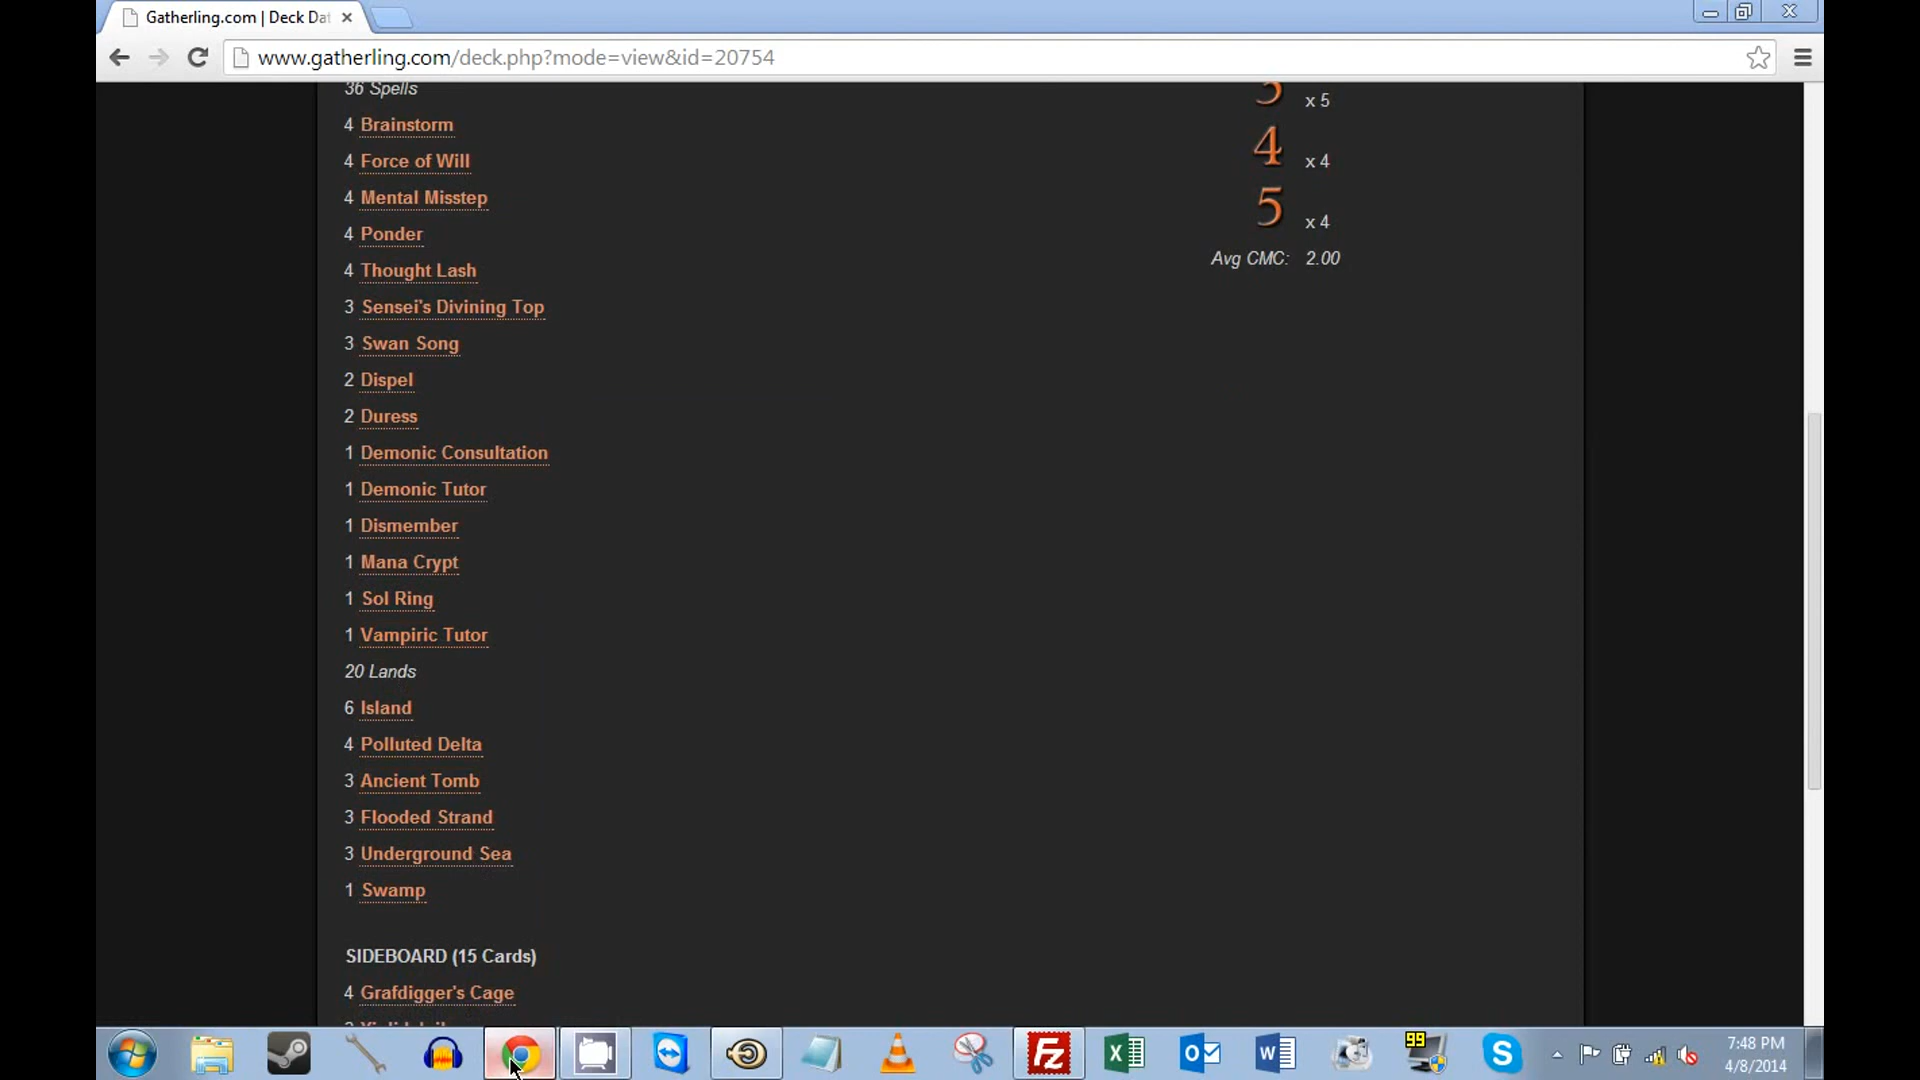 Gatherling.com | Deck Dat
www.gatherling.com/deck.php?mode=view&id=20754
36 Spells
4 Brainstorm
4 Force of Will
4 Mental Misstep
4 Ponder
4 Thought Lash
3 Sensei's Divining Top
3 Swan Song
2 Dispel
2 Duress
1 Demonic Consultation
1 Demonic Tutor
1 Dismember
1 Mana Crypt
1 Sol Ring
1 Vampiric Tutor
20 Lands
6 Island
4 Polluted Delta
3 Ancient Tomb
3 Flooded Strand
3 Underground Sea
1 Swamp
SIDEBOARD (15 Cards)
4 Grafdigger's Cage
3 x 5
4 x 4
5 x 4
Avg CMC: 2.00
99
7:48 PM
4/8/2014